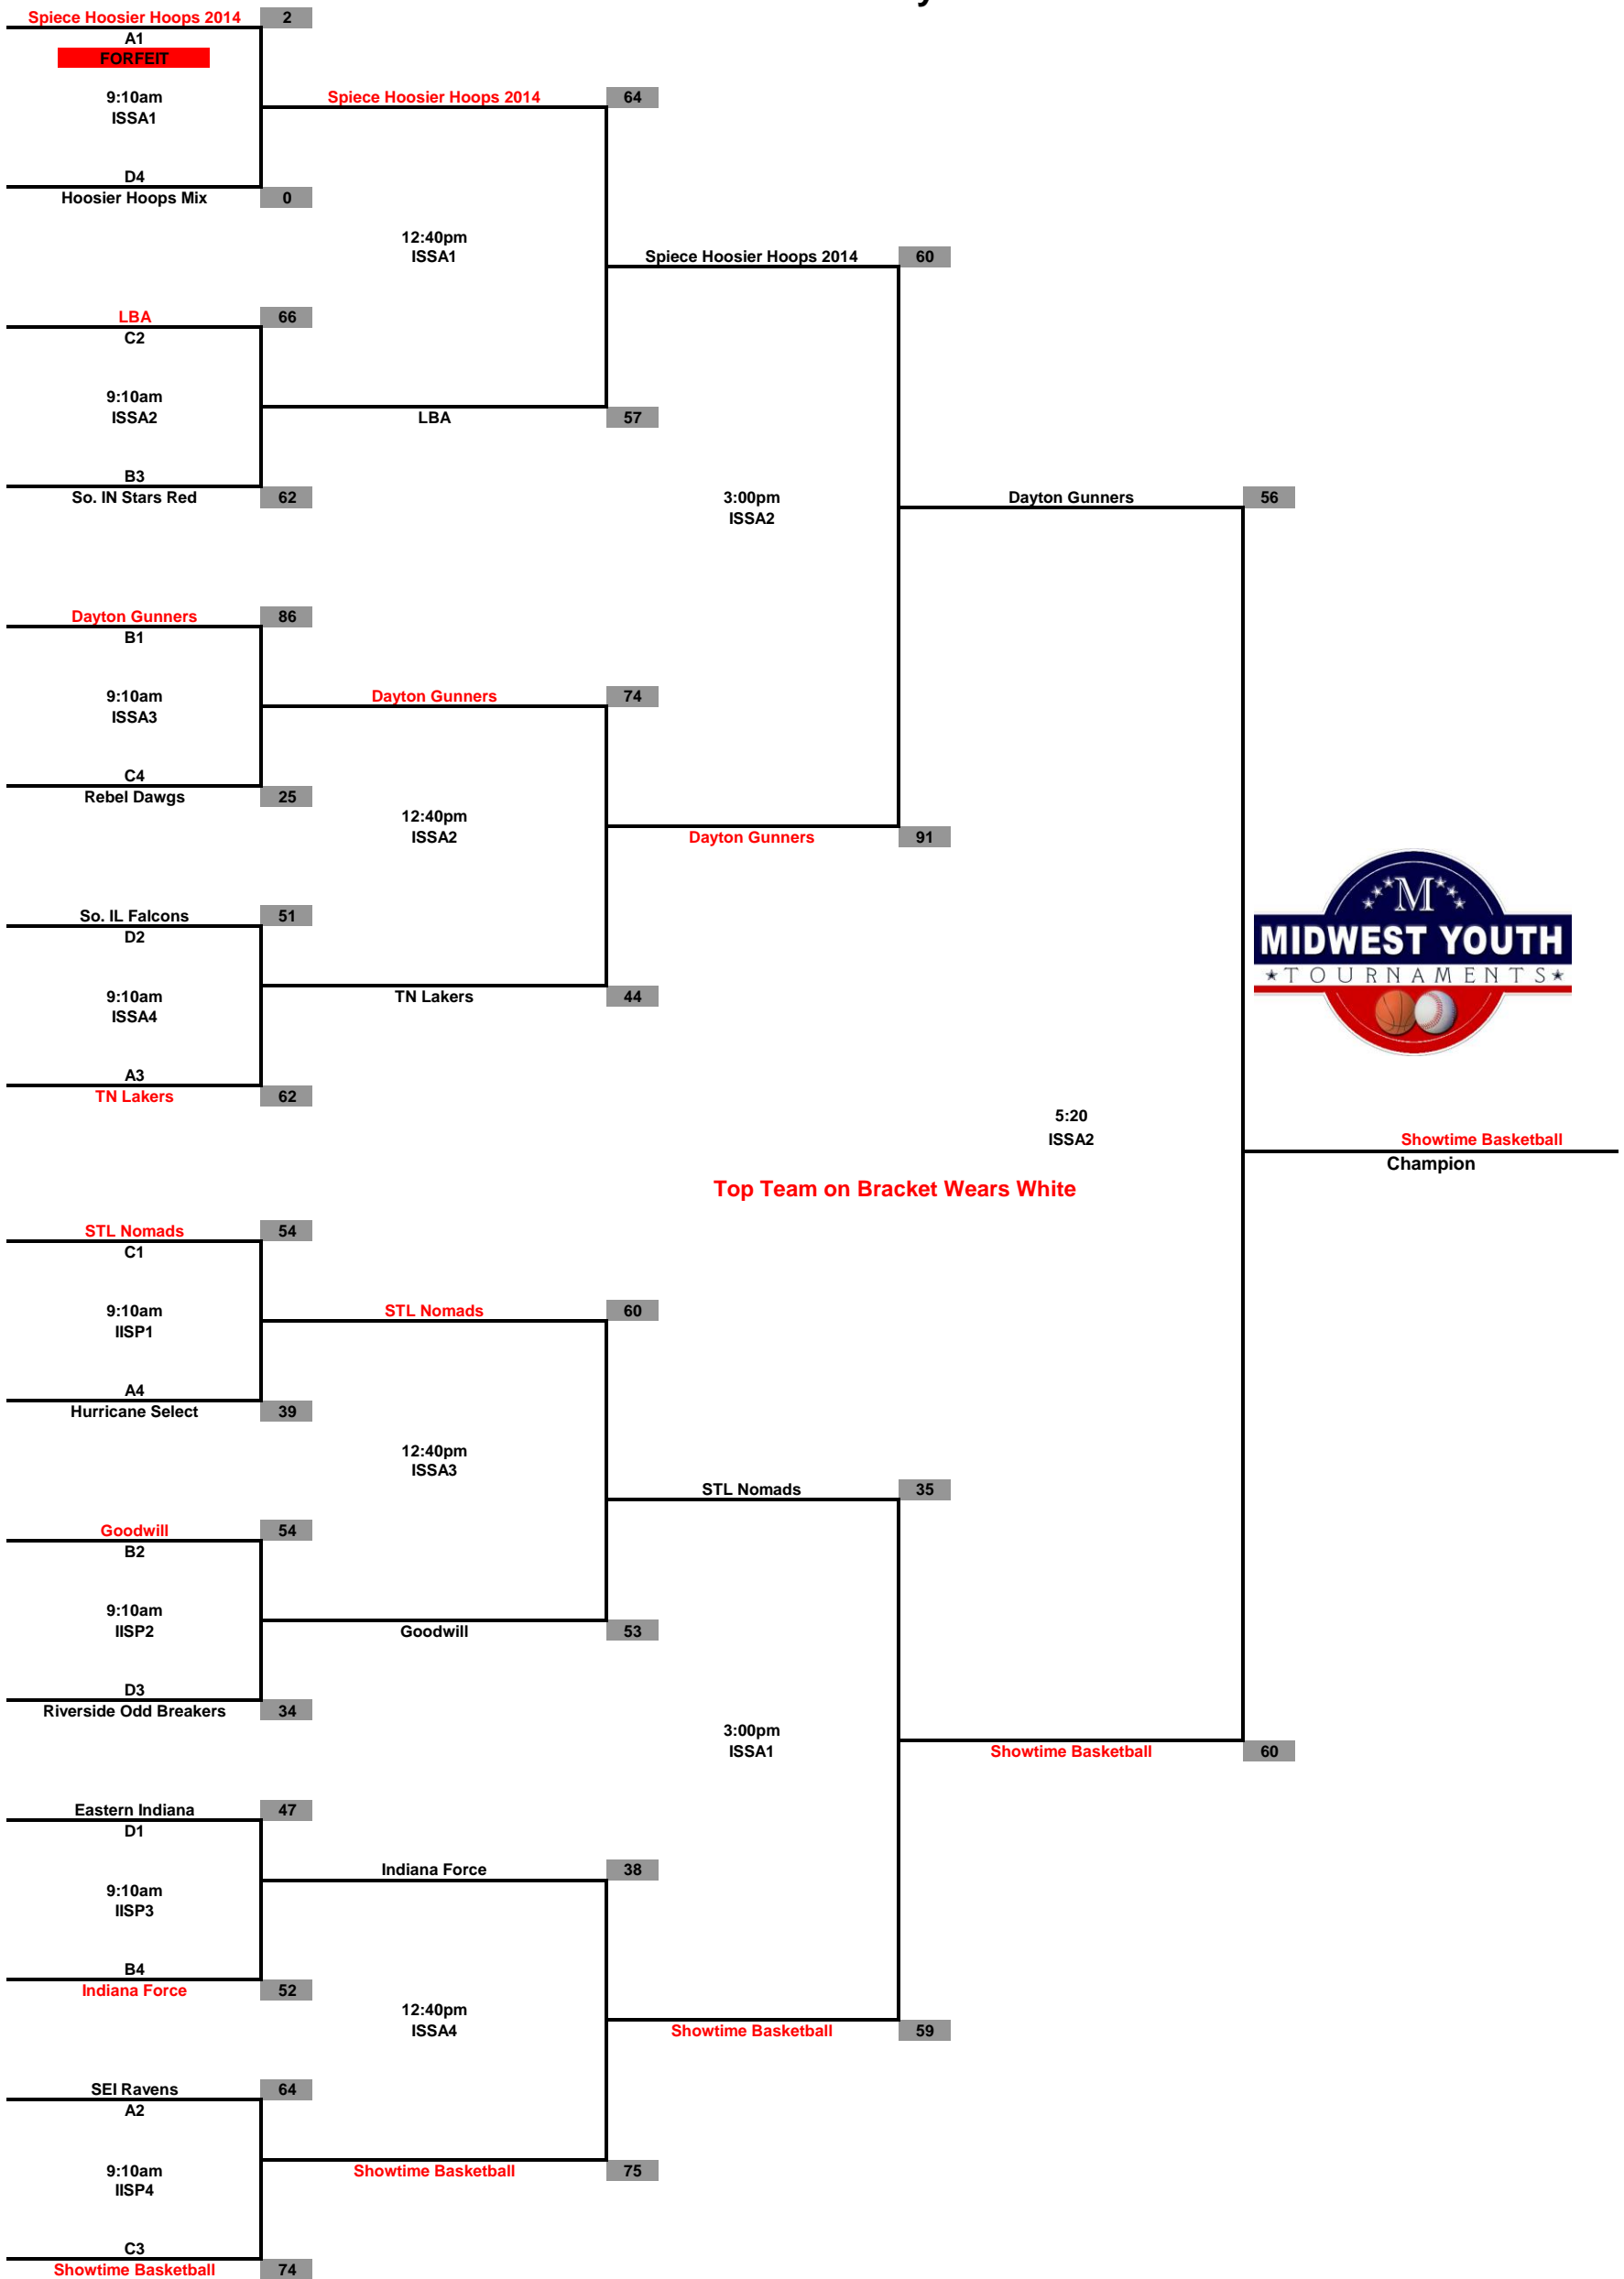 Spiece Hoosier Hoops 2014 2
A1
FORFEIT
9:10am
Spiece Hoosier Hoops 2014 64
ISSA1
D4
Hoosier Hoops Mix 0
12:40pm
ISSA1
Spiece Hoosier Hoops 2014 60
LBA 66
C2
9:10am
ISSA2
LBA 57
B3
So. IN Stars Red 62
3:00pm
ISSA2
Dayton Gunners 56
Dayton Gunners 86
B1
9:10am
ISSA3
Dayton Gunners 74
C4
Rebel Dawgs 25
12:40pm
ISSA2
Dayton Gunners 91
So. IL Falcons 51
D2
9:10am
ISSA4
TN Lakers 44
A3
TN Lakers 62
M
MIDWEST YOUTH
TOURNAMENTS
5:20
ISSA2
Showtime Basketball
Champion
Top Team on Bracket Wears White
STL Nomads 54
C1
9:10am
IISP1
STL Nomads 60
A4
Hurricane Select 39
12:40pm
ISSA3
STL Nomads 35
Goodwill 54
B2
9:10am
IISP2
Goodwill 53
D3
Riverside Odd Breakers 34
3:00pm
ISSA1
Showtime Basketball 60
Eastern Indiana 47
D1
9:10am
IISP3
Indiana Force 38
B4
Indiana Force 52
12:40pm
ISSA4
Showtime Basketball 59
SEI Ravens 64
A2
9:10am
IISP4
Showtime Basketball 75
C3
Showtime Basketball 74